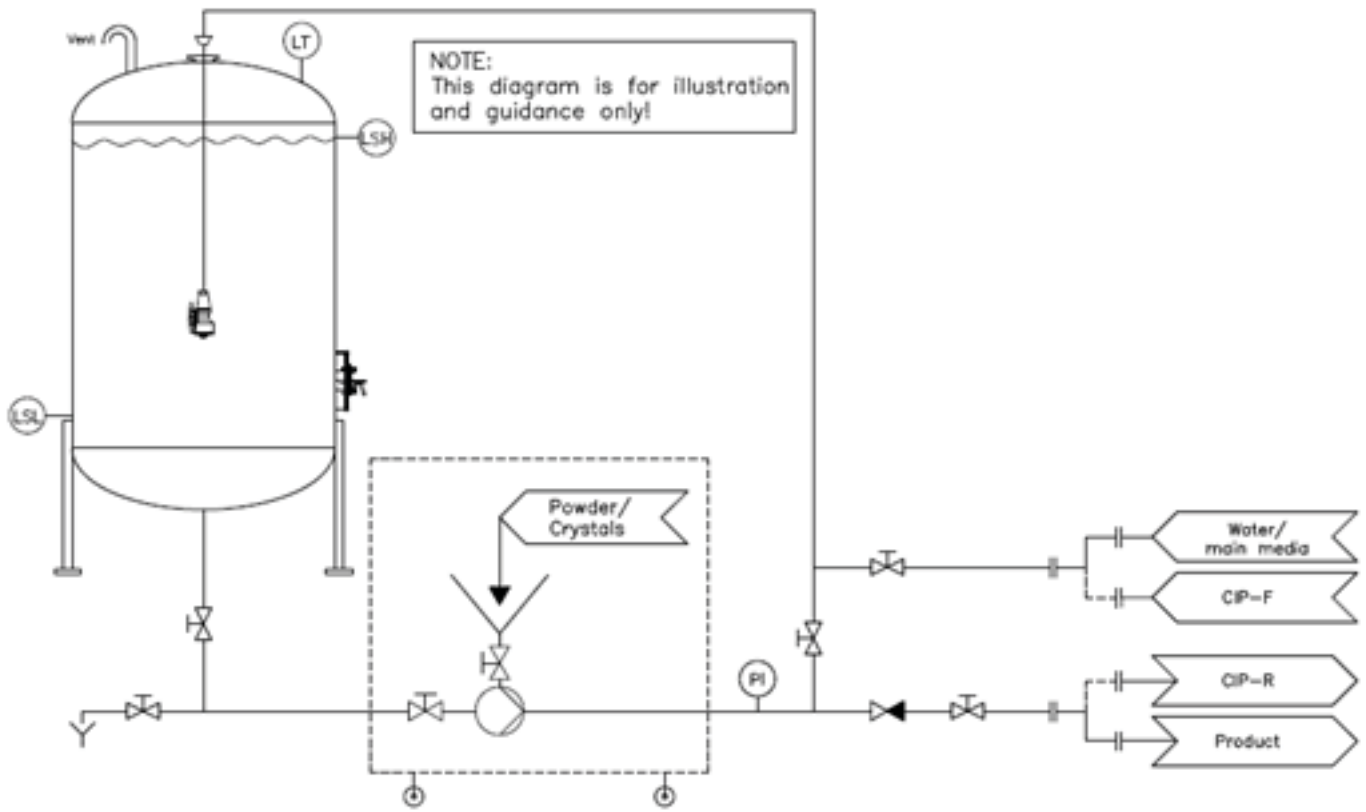 Vent
LT
NOTE:
This diagram is for illustration
and guidance only!
LSH
LSL
Powder/
Crystals
Water/
main media
CIP-F
PI
CIP-R
Product